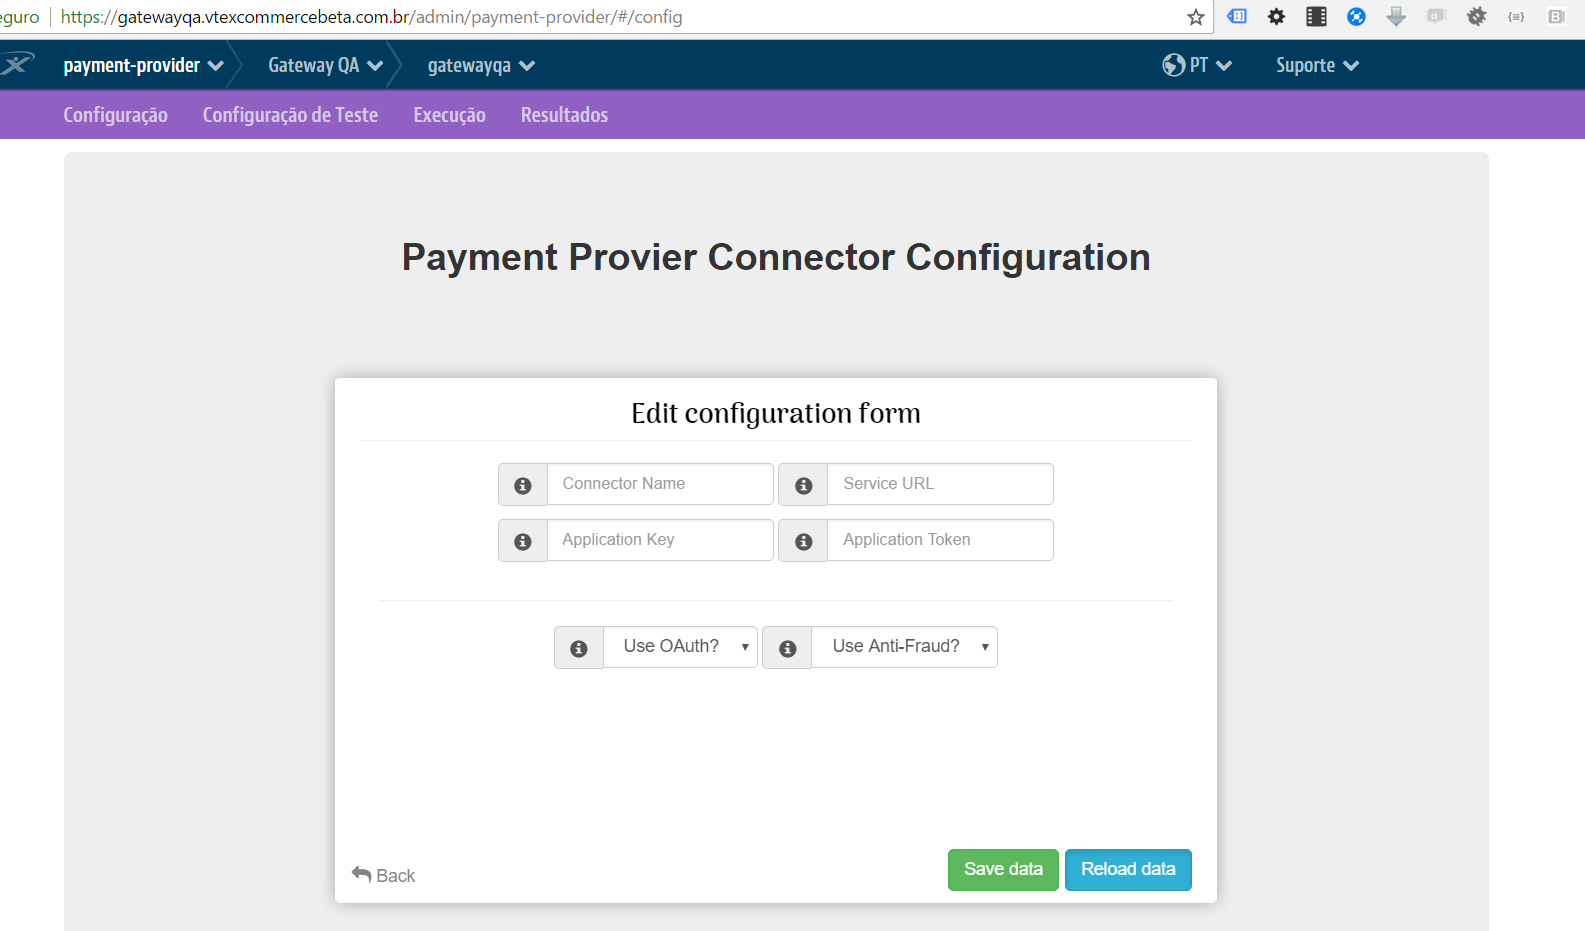 eguro https://gatewayqa.vtexcommercebeta.com.br/admin/payment-provider/#/config
payment-provider Gateway QA gatewayqa PT Suporte
Configuração Configuração de Teste Execução Resultados
Payment Provier Connector Configuration
Edit configuration form
Connector Name Service URL
Application Key Application Token
Use OAuth? Use Anti-Fraud?
Back Save data Reload data